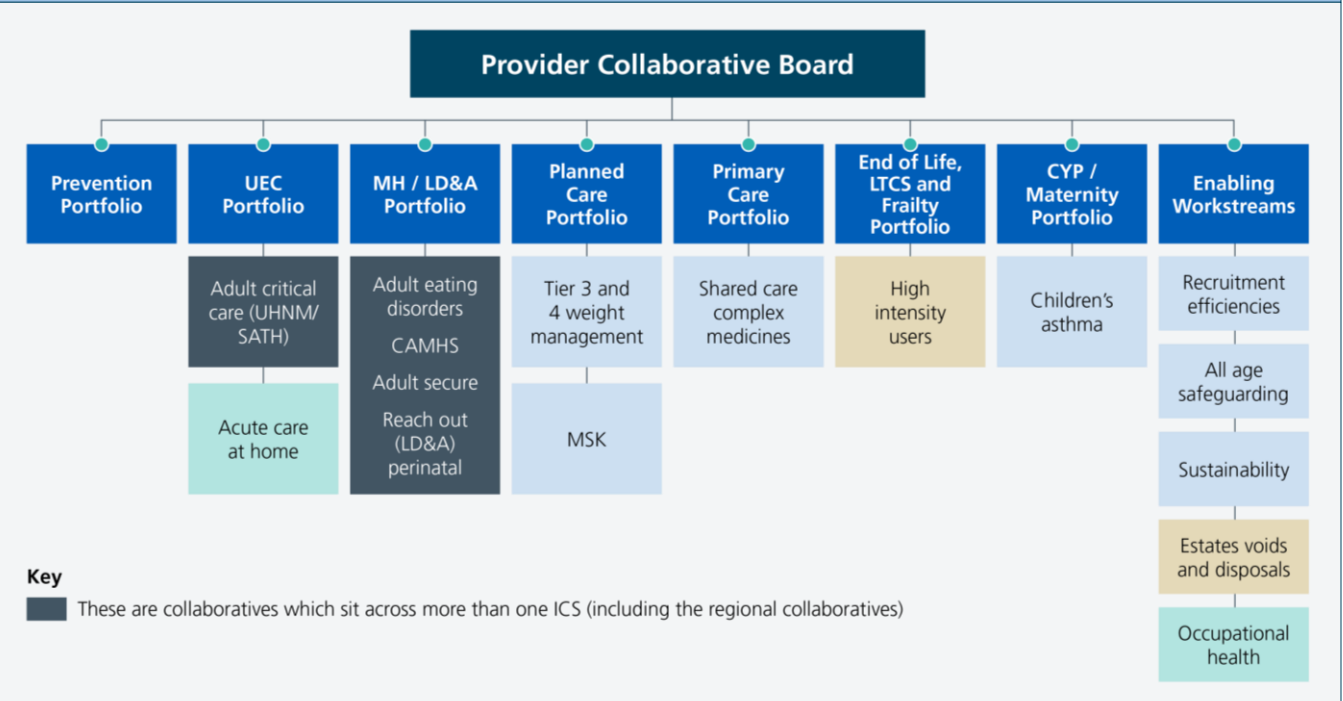 Provider Collaborative Board
Prevention
Portfolio
UEC
Portfolio
MH / LD&A
Portfolio
Planned
Care
Portfolio
Primary
Care
Portfolio
End of Life,
LTCS and
Frailty
Portfolio
CYP /
Maternity
Portfolio
Enabling
Workstreams
Adult critical
care (UHNM/
SATH)
Acute care
at home
Adult eating
disorders
CAMHS
Adult secure
Reach out
(LD&A)
perinatal
Tier 3 and
4 weight
management
MSK
Shared care
complex
medicines
High
intensity
users
Children’s
asthma
Recruitment
efficiencies
All age
safeguarding
Sustainability
Estates voids
and disposals
Occupational
health
Key
These are collaboratives which sit across more than one ICS (including the regional collaboratives)